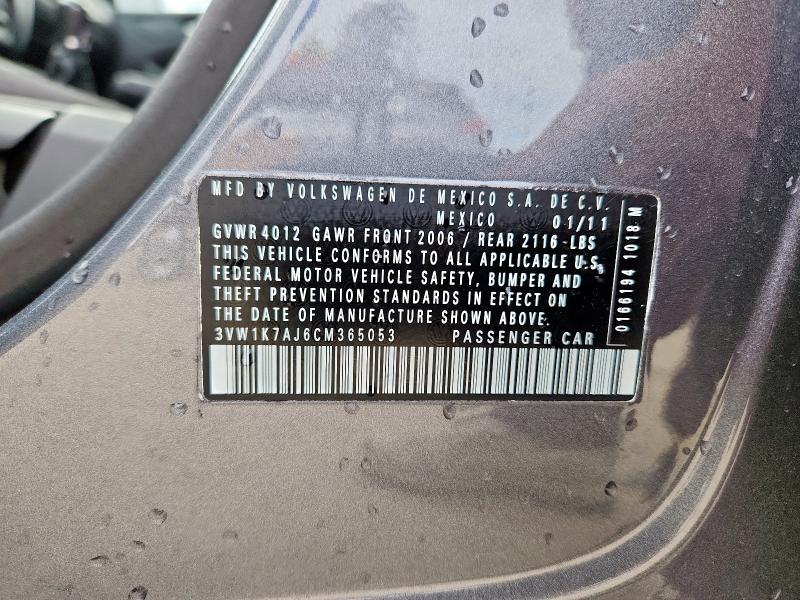 MFD BY VOLKSWAGEN DE MEXICO S.A. DE C.V.
MEXICO 01/11
GVWR 4012 GAWR FRONT 2006 / REAR 2116 LBS
THIS VEHICLE CONFORMS TO ALL APPLICABLE U.S.
FEDERAL MOTOR VEHICLE SAFETY, BUMPER AND
THEFT PREVENTION STANDARDS IN EFFECT ON
THE DATE OF MANUFACTURE SHOWN ABOVE.
3VW1K7AJ6CM365053 PASSENGER CAR
0166194 1018 M